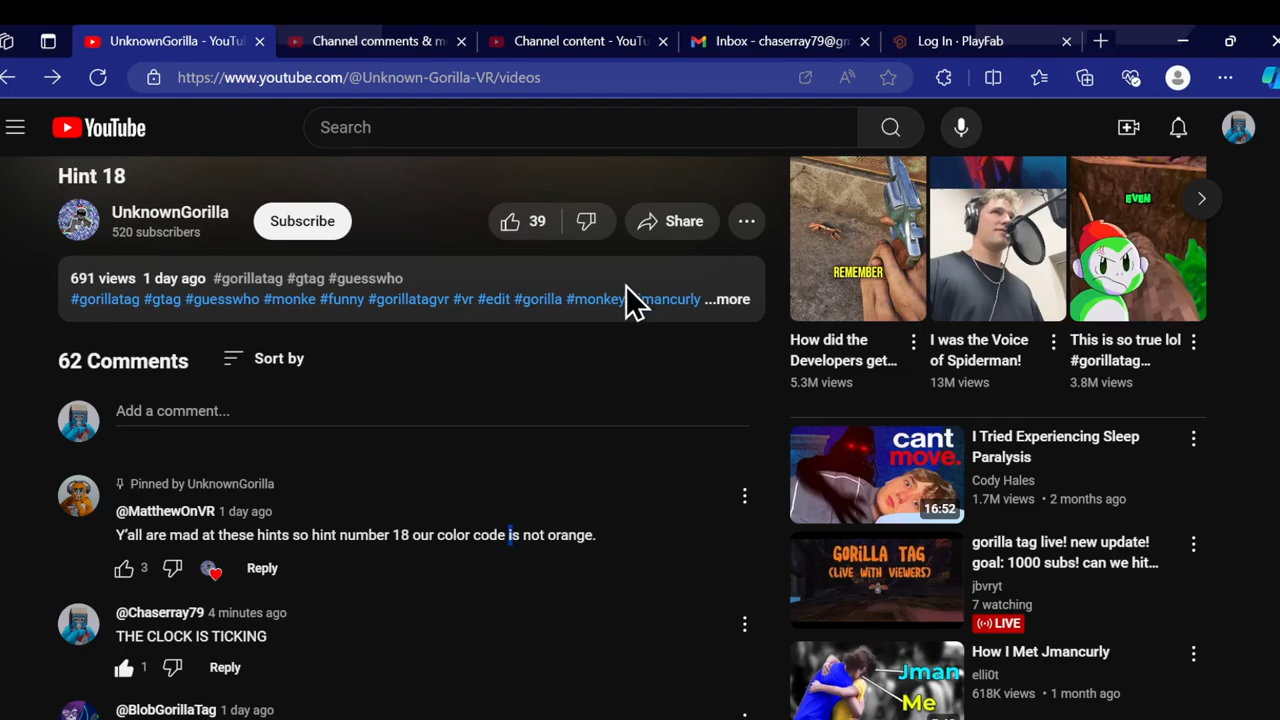 UnknownGorilla - YouTu
Channel comments & m
Channel content - YouTu
Inbox - chaserray79@gn
Log In · PlayFab
https://www.youtube.com/@Unknown-Gorilla-VR/videos
YouTube
Search
Hint 18
UnknownGorilla
520 subscribers
Subscribe
39
Share
691 views 1 day ago #gorillatag #gtag #guesswho
#gorillatag #gtag #guesswho #monke #funny #gorillatagvr #vr #edit #gorilla #monkey mancurly ...more
62 Comments
Sort by
Add a comment...
Pinned by UnknownGorilla
@MatthewOnVR 1 day ago
Y'all are mad at these hints so hint number 18 our color code is not orange.
3
Reply
@Chaserray79 4 minutes ago
THE CLOCK IS TICKING
1
Reply
@BlobGorillaTag 1 day ago
REMEMBER
EVEN
How did the
Developers get...
5.3M views
I was the Voice
of Spiderman!
13M views
This is so true lol
#gorillatag...
3.8M views
cant
move.
16:52
I Tried Experiencing Sleep
Paralysis
Cody Hales
1.7M views • 2 months ago
GORILLA TAG
(LIVE WITH VIEWERS)
gorilla tag live! new update!
goal: 1000 subs! can we hit...
jbvryt
7 watching
LIVE
Jman
Me
How I Met Jmancurly
elli0t
618K views • 1 month ago